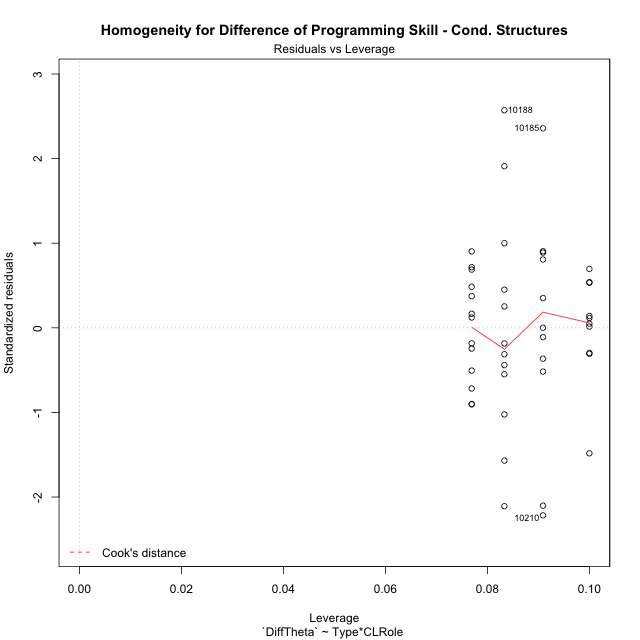 Homogeneity for Difference of Programming Skill - Cond. Structures
Residuals vs Leverage
3
2
1
0
-1
-2
Standardized residuals
10188
10185
10210
Cook's distance
0.00 0.02 0.04 0.06 0.08 0.10
Leverage
`DiffTheta` ~ Type*CLRole